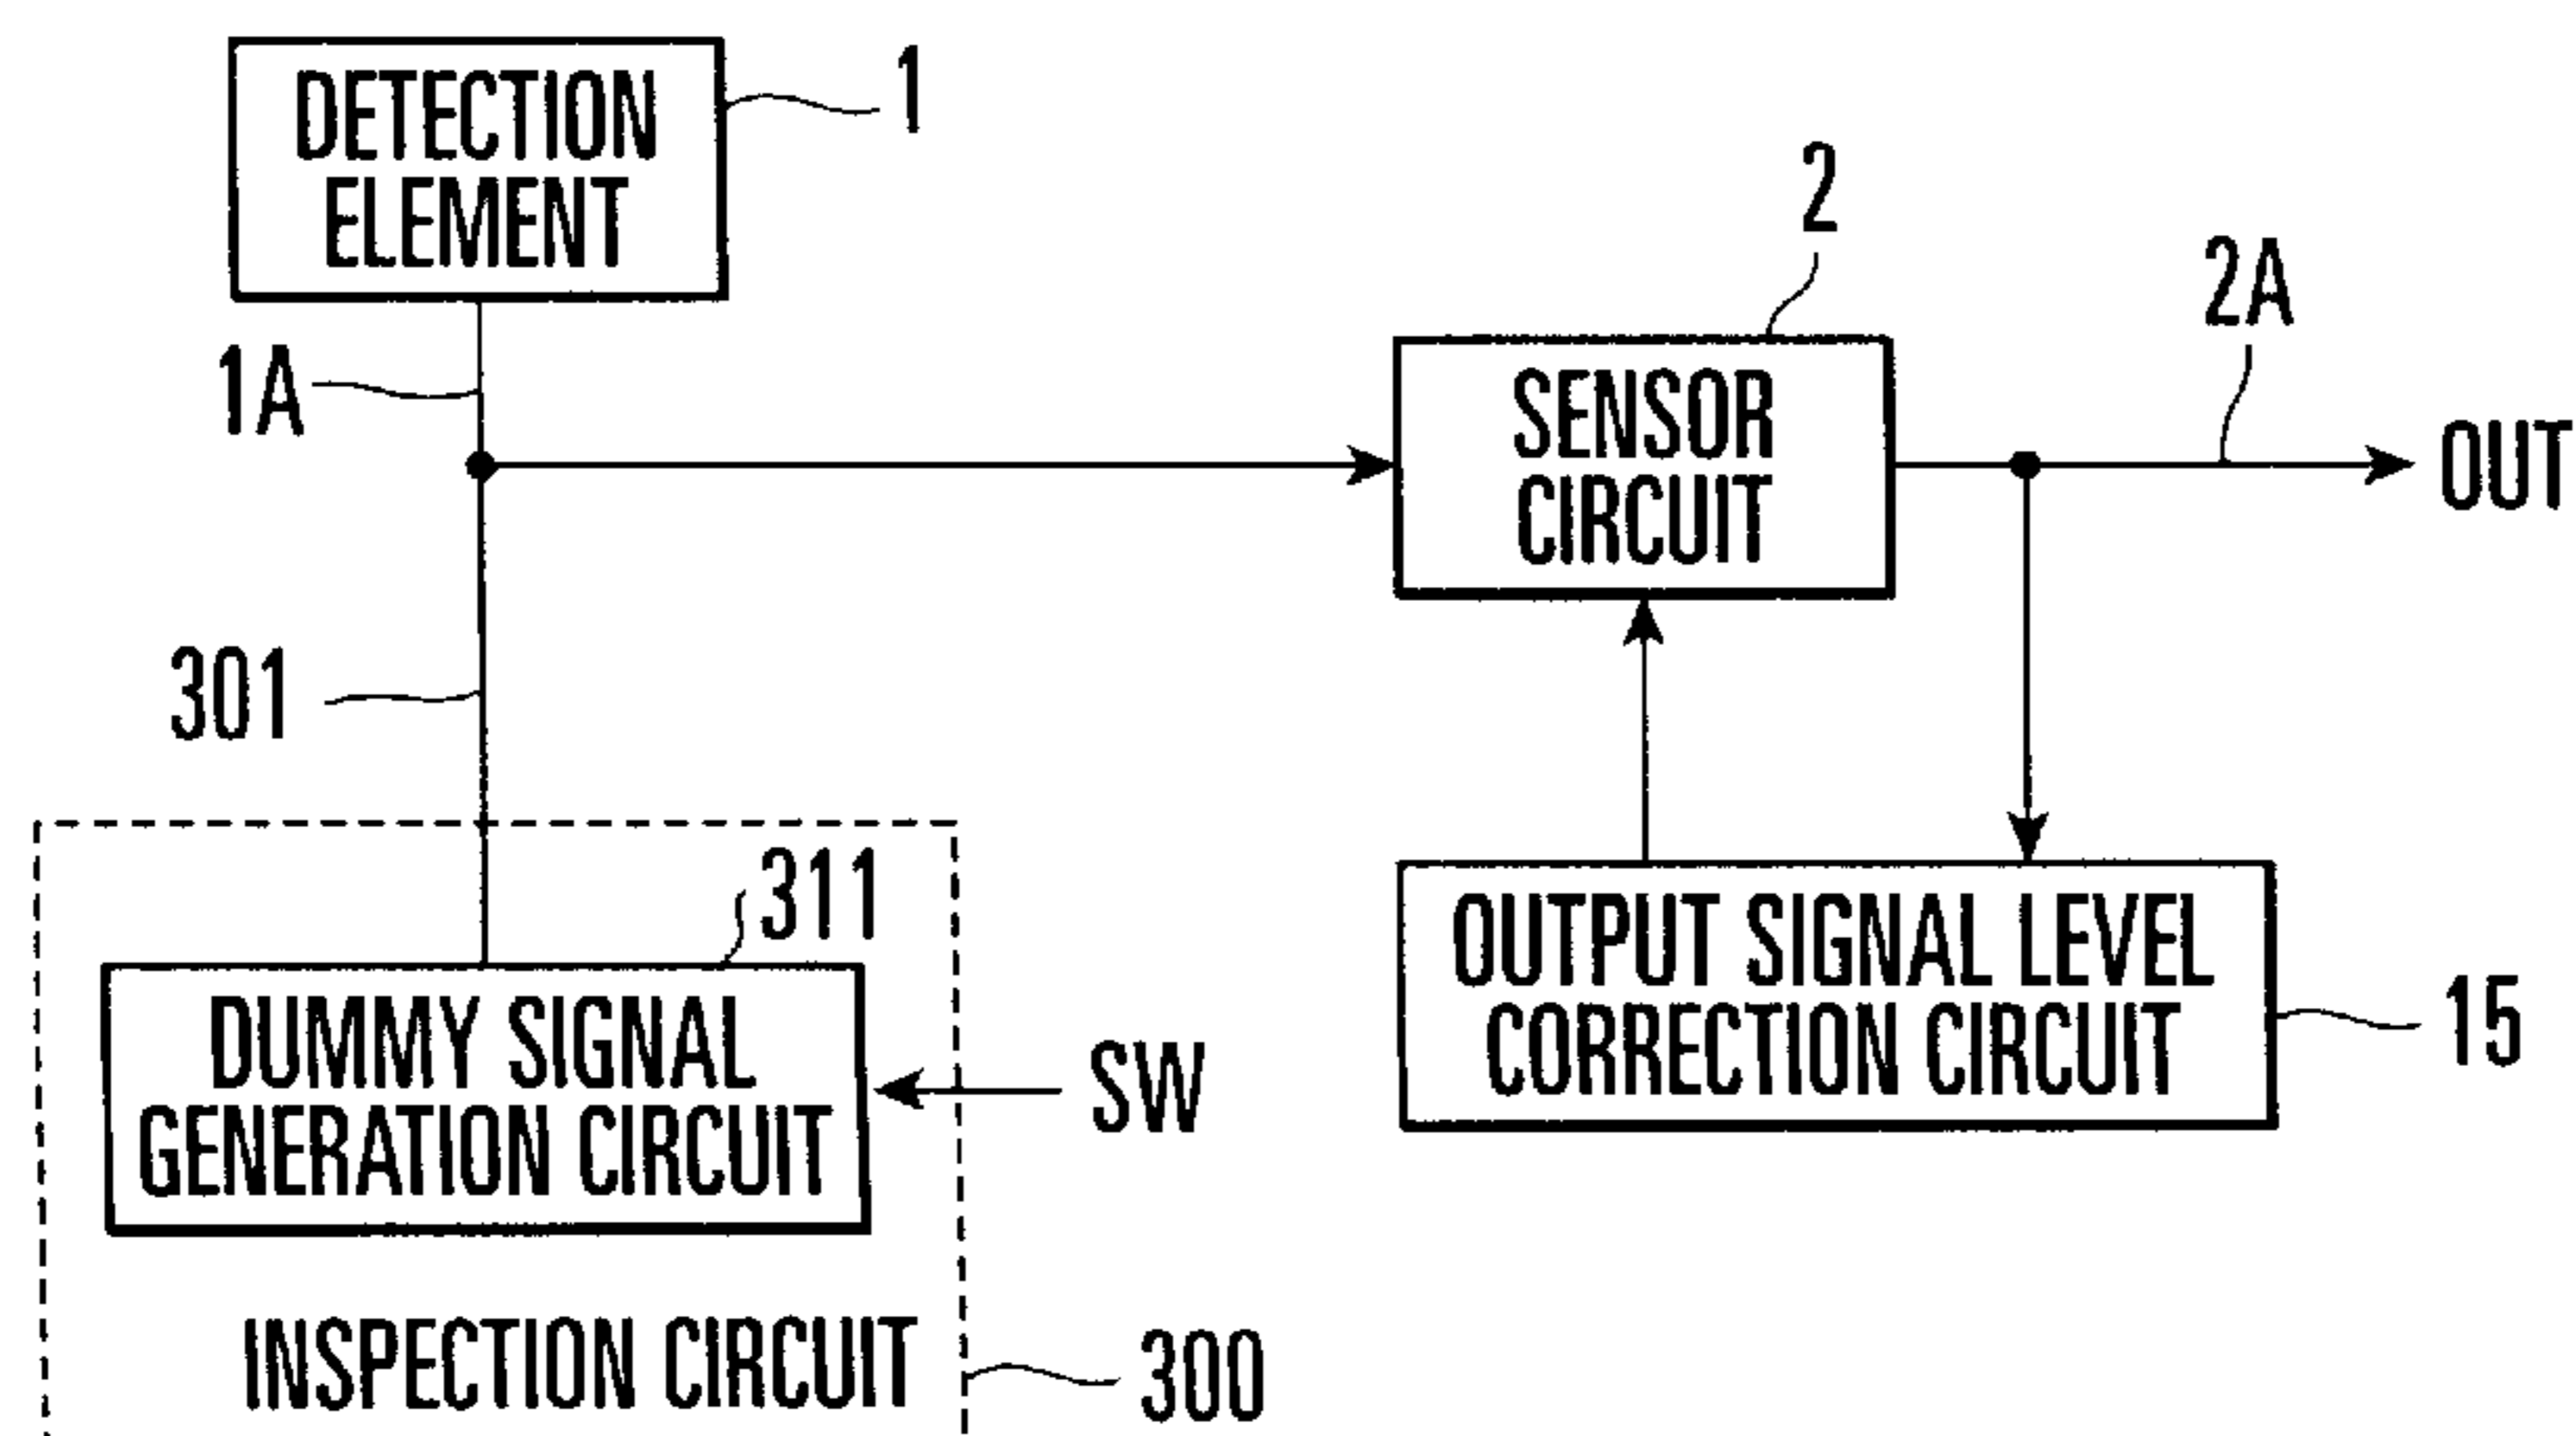 DETECTION
ELEMENT
1
1A
2
SENSOR
CIRCUIT
2A
OUT
301
311
DUMMY SIGNAL
GENERATION CIRCUIT
SW
OUTPUT SIGNAL LEVEL
CORRECTION CIRCUIT
15
INSPECTION CIRCUIT
300